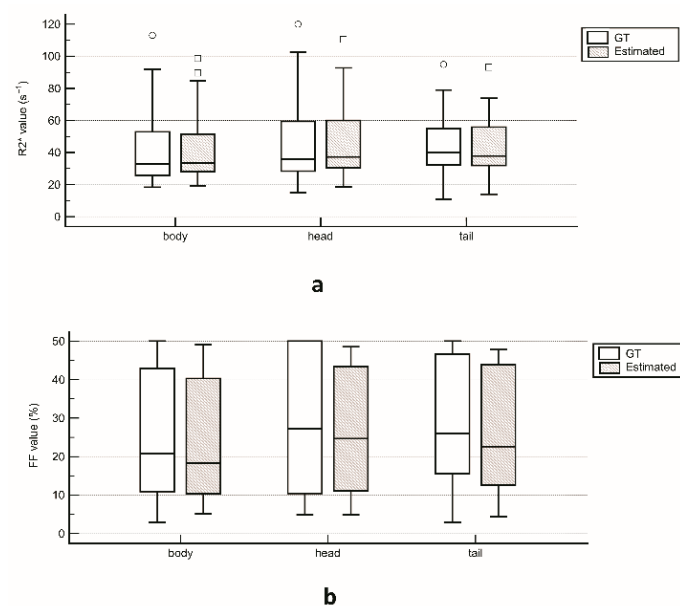 120
100
80
60
40
20
0
R2* value (s⁻¹)
GT
Estimated
body head tail
a
50
40
30
20
10
0
FF value (%)
GT
Estimated
body head tail
b